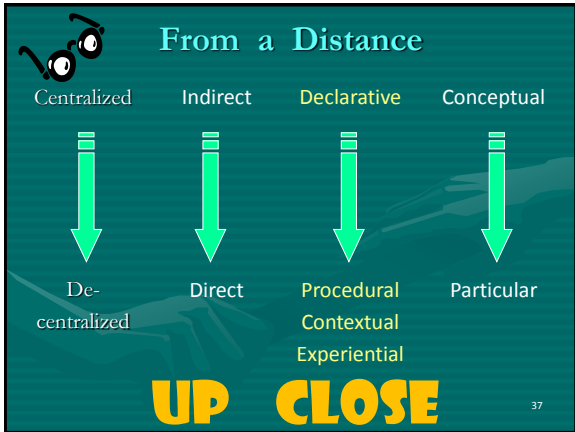 From a Distance
Centralized Indirect Declarative Conceptual
De- Direct Procedural Particular
centralized Contextual
Experiential
UP CLOSE
37